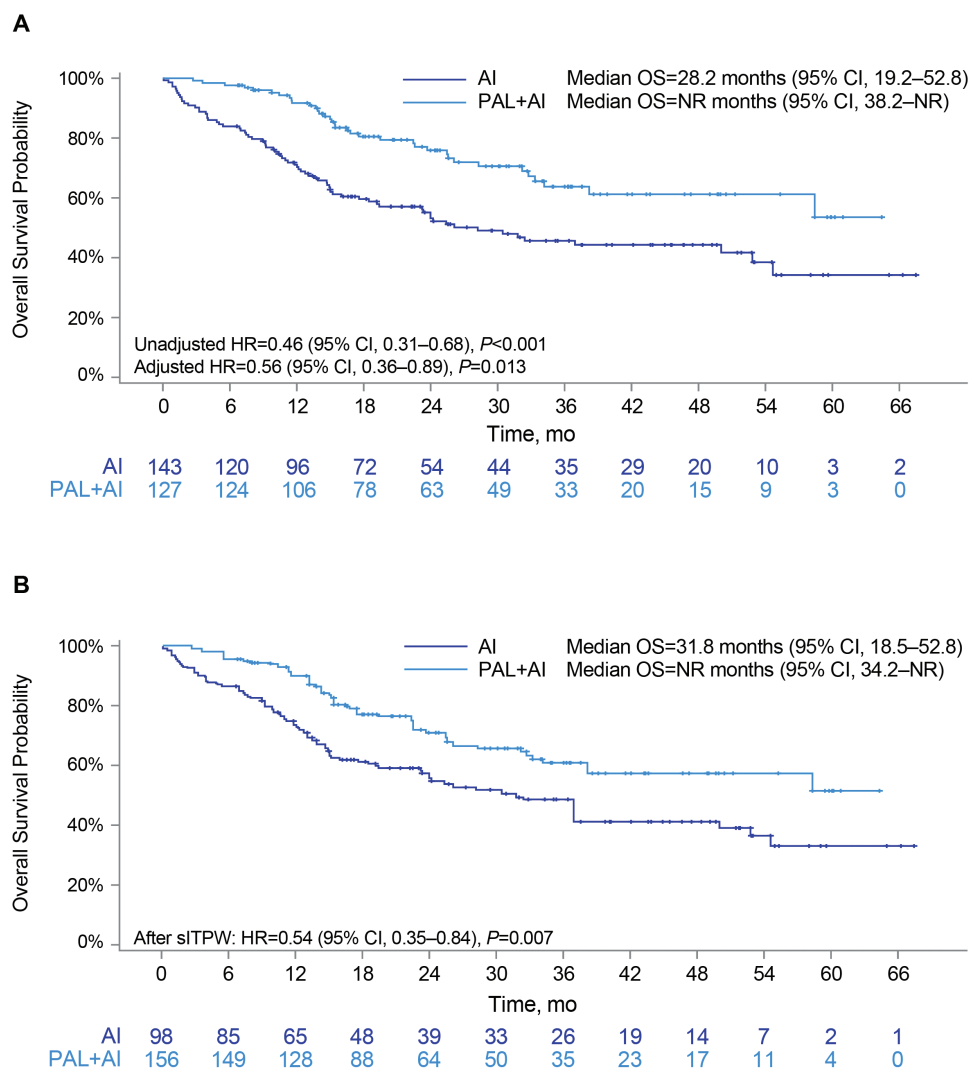 A
AI Median OS=28.2 months (95% CI, 19.2–52.8)
PAL+AI Median OS=NR months (95% CI, 38.2–NR)
Overall Survival Probability
100%
80%
60%
40%
20%
0%
Unadjusted HR=0.46 (95% CI, 0.31–0.68), P<0.001
Adjusted HR=0.56 (95% CI, 0.36–0.89), P=0.013
0 6 12 18 24 30 36 42 48 54 60 66
Time, mo
AI 143 120 96 72 54 44 35 29 20 10 3 2
PAL+AI 127 124 106 78 63 49 33 20 15 9 3 0
B
AI Median OS=31.8 months (95% CI, 18.5–52.8)
PAL+AI Median OS=NR months (95% CI, 34.2–NR)
Overall Survival Probability
100%
80%
60%
40%
20%
0%
After sITPW: HR=0.54 (95% CI, 0.35–0.84), P=0.007
0 6 12 18 24 30 36 42 48 54 60 66
Time, mo
AI 98 85 65 48 39 33 26 19 14 7 2 1
PAL+AI 156 149 128 88 64 50 35 23 17 11 4 0